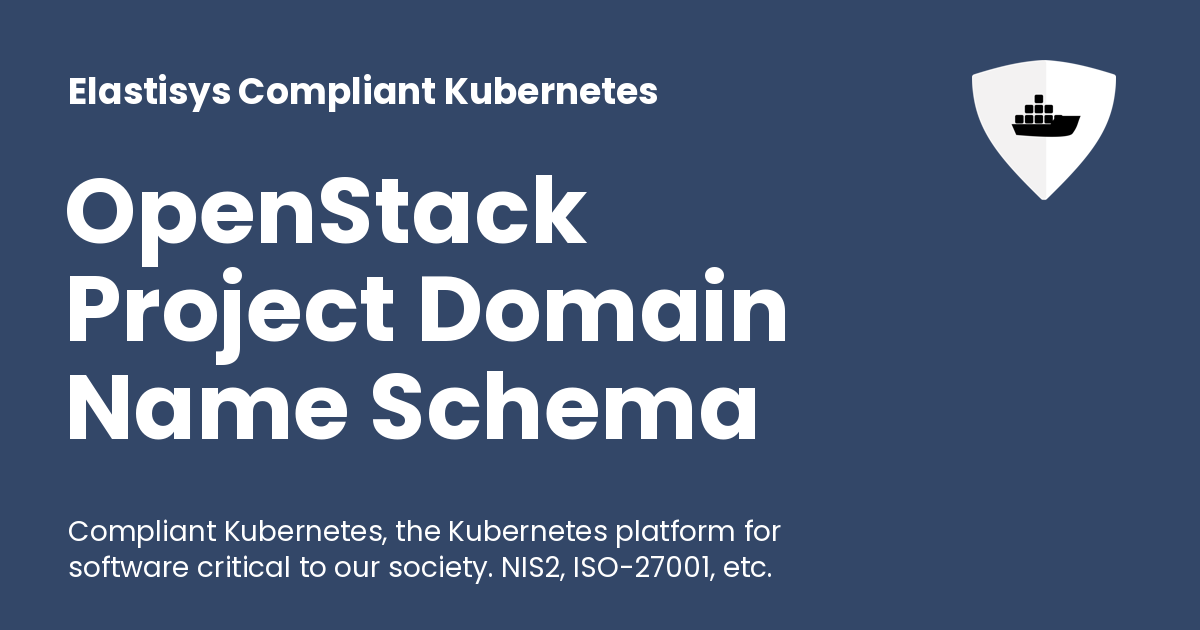 Elastisys Compliant Kubernetes
OpenStack
Project Domain
Name Schema
Compliant Kubernetes, the Kubernetes platform for
software critical to our society. NIS2, ISO-27001, etc.